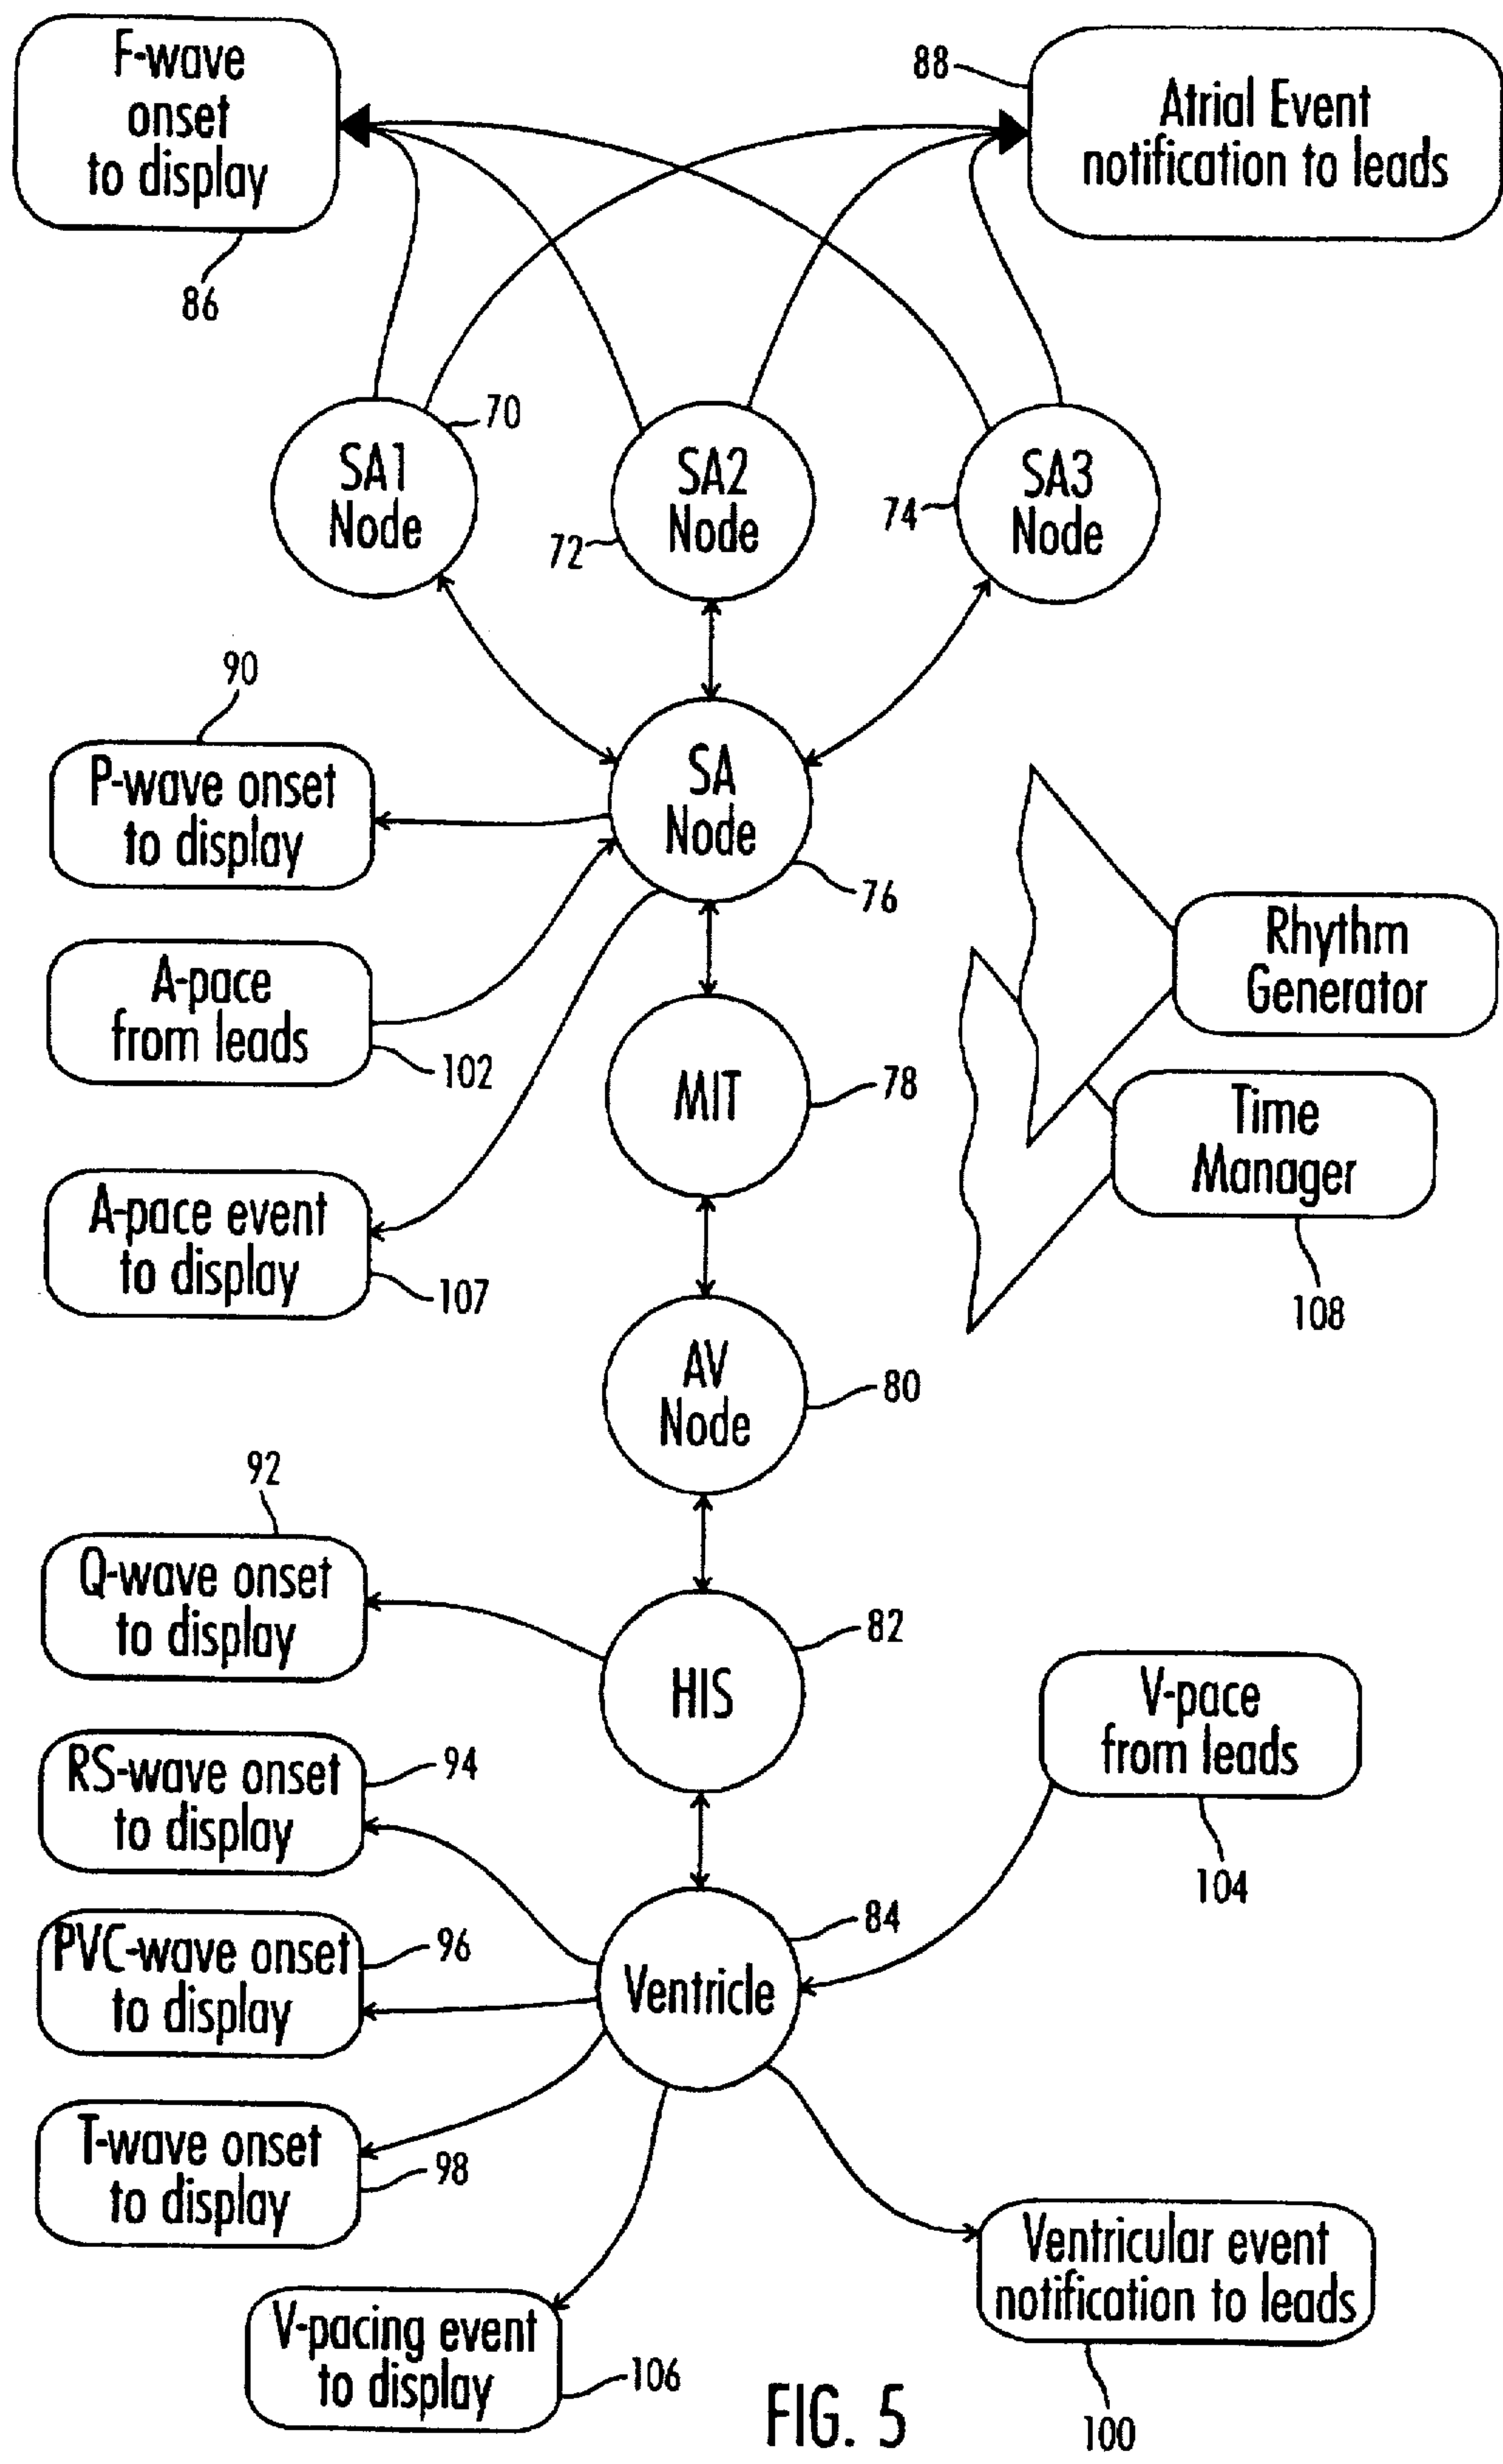 F-wave
onset
to display
86
88
Atrial Event
notification to leads
SA1
Node
70
SA2
Node
72
SA3
Node
74
90
P-wave onset
to display
SA
Node
76
A-pace
from leads
102
Rhythm
Generator
MIT
78
Time
Manager
108
A-pace event
to display
107
AV
Node
80
92
Q-wave onset
to display
HIS
82
V-pace
from leads
104
RS-wave onset
to display
94
Ventricle
84
PVC-wave onset
to display
96
T-wave onset
to display
98
Ventricular event
notification to leads
100
V-pacing event
to display
106
FIG. 5